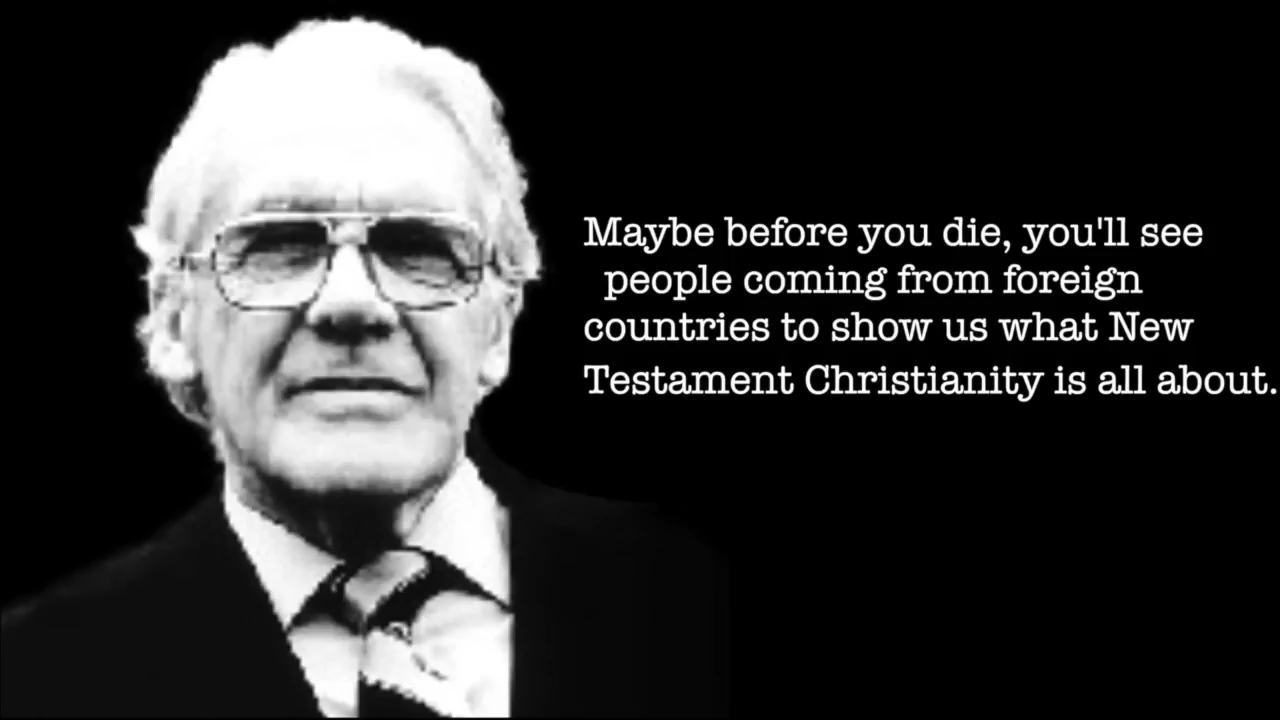 Maybe before you die, you'll see
people coming from foreign
countries to show us what New
Testament Christianity is all about.